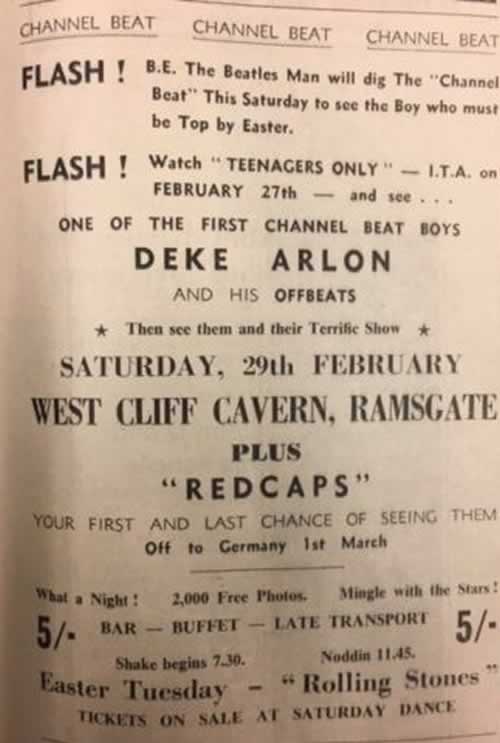 CHANNEL BEAT CHANNEL BEAT CHANNEL BEAT
FLASH ! B.E. The Beatles Man will dig The "Channel
Beat" This Saturday to see the Boy who must
be Top by Easter.
FLASH ! Watch "TEENAGERS ONLY" — I.T.A. on
FEBRUARY 27th — and see . . .
ONE OF THE FIRST CHANNEL BEAT BOYS
DEKE ARLON
AND HIS OFFBEATS
★ Then see them and their Terrific Show ★
SATURDAY, 29th FEBRUARY
WEST CLIFF CAVERN, RAMSGATE
PLUS
"REDCAPS"
YOUR FIRST AND LAST CHANCE OF SEEING THEM
Off to Germany 1st March
What a Night ! 2,000 Free Photos. Mingle with the Stars !
5/- BAR — BUFFET — LATE TRANSPORT 5/-
Shake begins 7.30. Noddin 11.45.
Easter Tuesday – "Rolling Stones"
TICKETS ON SALE AT SATURDAY DANCE